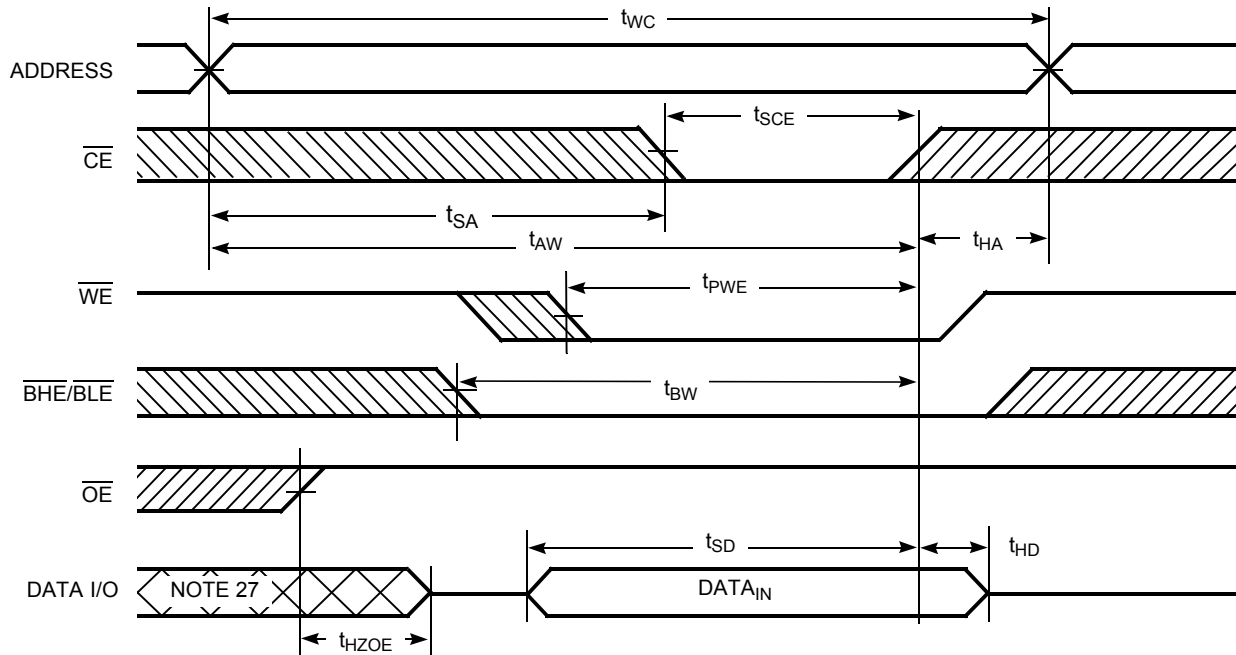 tWC
ADDRESS
tSCE
CE
tSA
tAW
tHA
WE
tPWE
BHE/BLE
tBW
OE
tSD
tHD
DATA I/O
NOTE 27
DATAIN
tHZOE